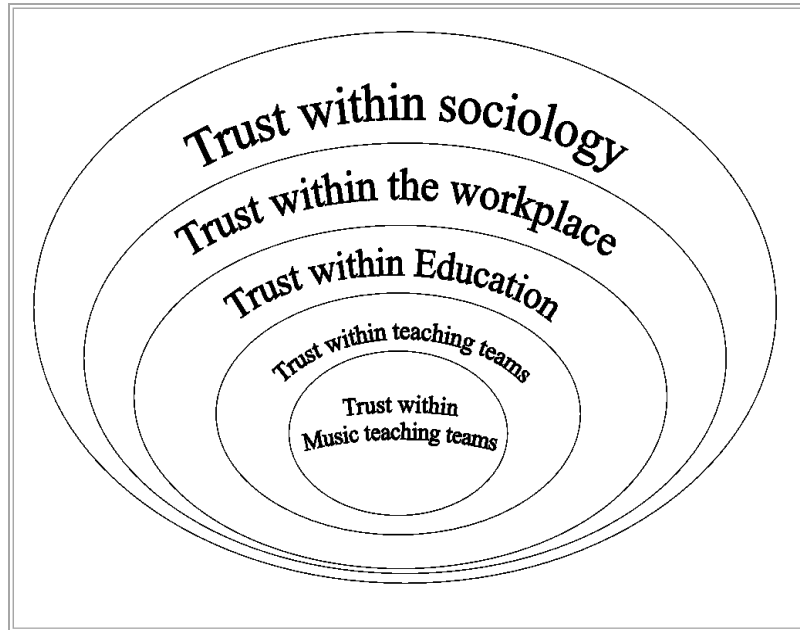 Trust within sociology
Trust within the workplace
Trust within Education
Trust within teaching teams
Trust within
Music teaching teams